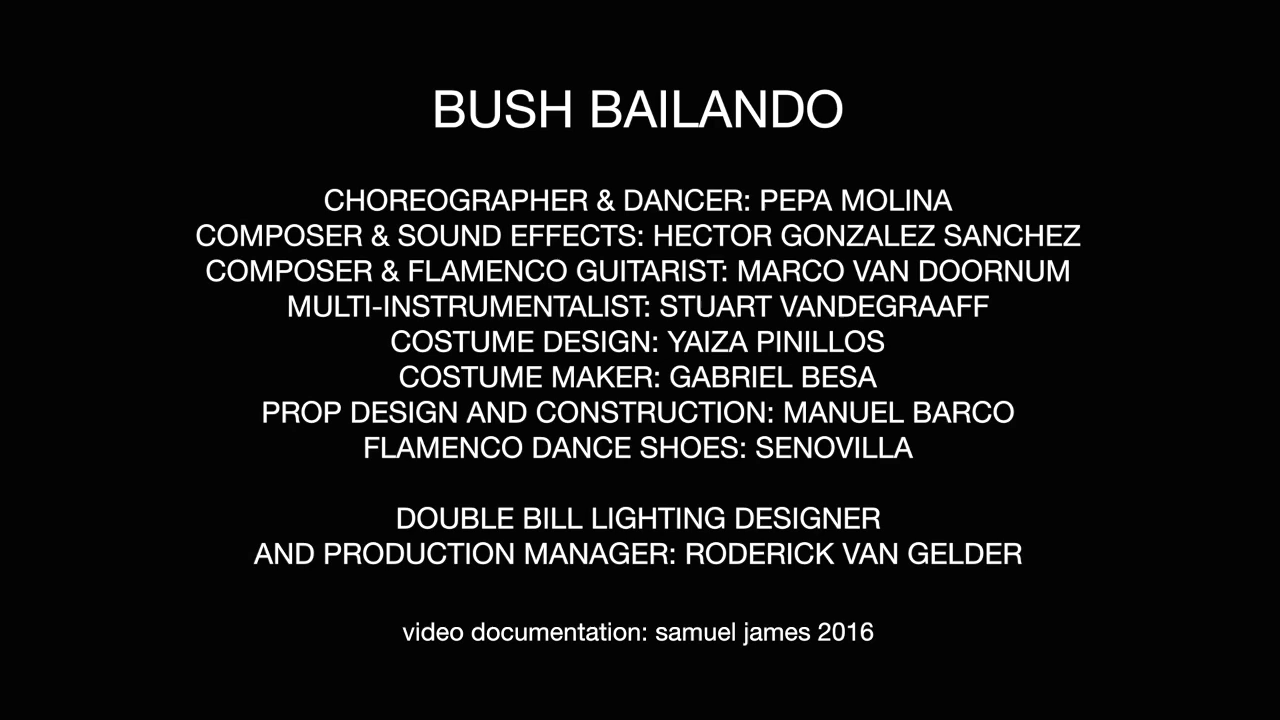 BUSH BAILANDO
CHOREOGRAPHER & DANCER: PEPA MOLINA
COMPOSER & SOUND EFFECTS: HECTOR GONZALEZ SANCHEZ
COMPOSER & FLAMENCO GUITARIST: MARCO VAN DOORNUM
MULTI-INSTRUMENTALIST: STUART VANDEGRAAFF
COSTUME DESIGN: YAIZA PINILLOS
COSTUME MAKER: GABRIEL BESA
PROP DESIGN AND CONSTRUCTION: MANUEL BARCO
FLAMENCO DANCE SHOES: SENOVILLA
DOUBLE BILL LIGHTING DESIGNER
AND PRODUCTION MANAGER: RODERICK VAN GELDER
video documentation: samuel james 2016